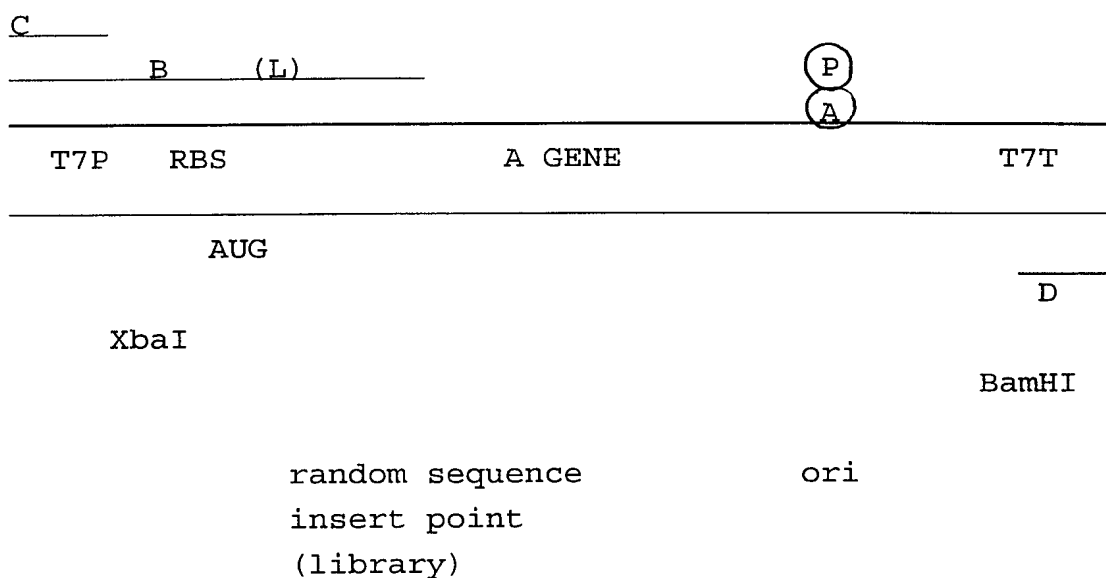 C
B (L) P
A
T7P RBS A GENE T7T
AUG
D
XbaI
BamHI
random sequence ori
insert point
(library)